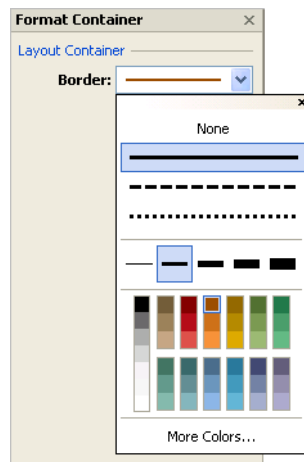 Format Container
Layout Container
Border:
None
More Colors...